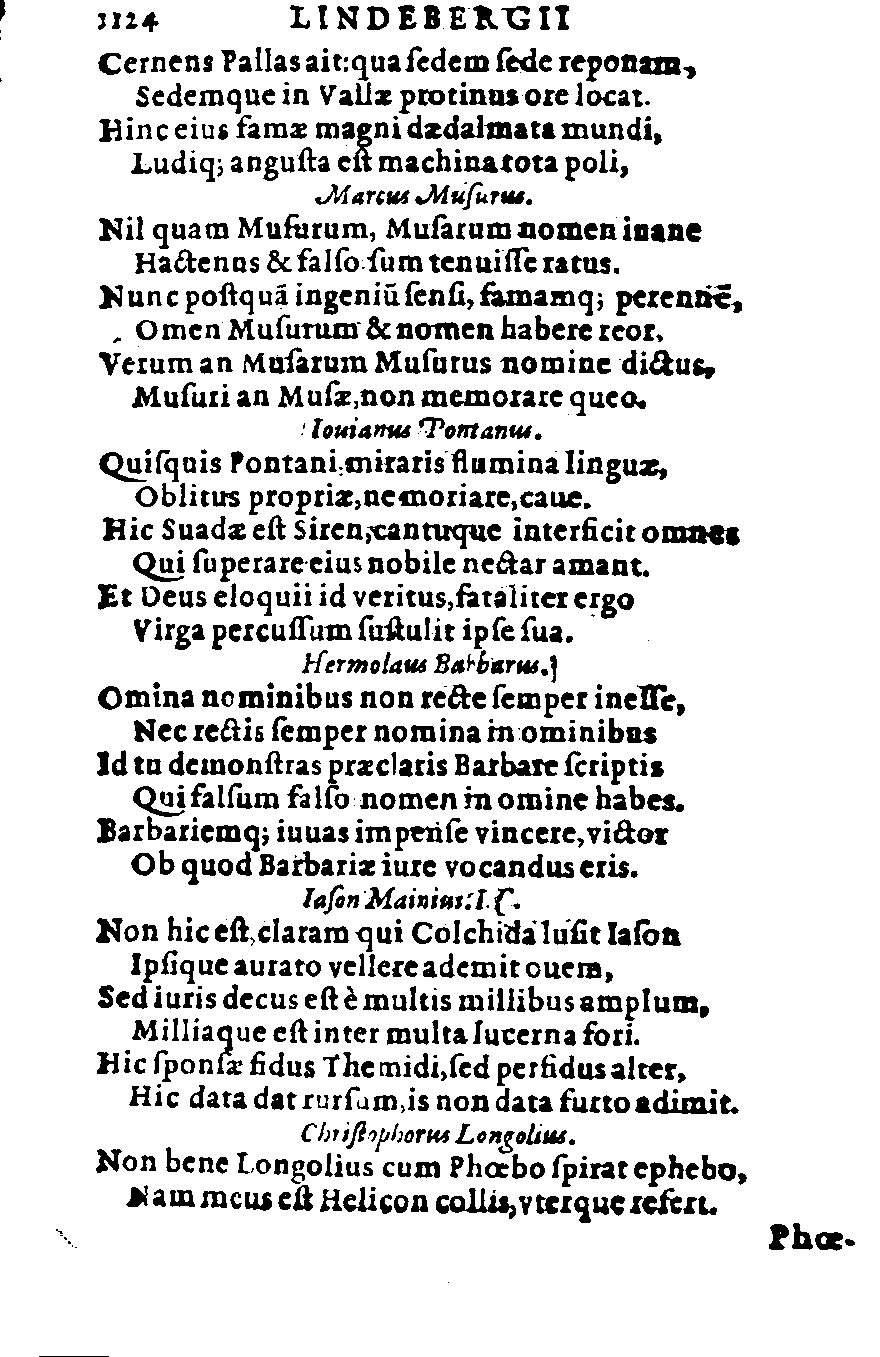 1124 LINDEBERGII
Cernens Pallas ait: qua ſedem ſede reponam,
Sedemque in Vallæ protinus ore locat.
Hinc eius famæ magni dædalmata mundi,
Ludiq; anguſta eſt machina tota poli,
Marcus Muſurus.
Nil quam Muſurum, Muſarum nomen inane
Hactenus & falſo ſum tenuiſſe ratus.
Nunc poſtquã ingeniũ ſenſi, famamq; perennē,
Omen Muſurum & nomen habere reor.
Verum an Muſarum Muſurus nomine dictus,
Muſuri an Muſæ, non memorare queo.
Iouianus Pontanus.
Quiſquis Pontani miraris flumina linguæ,
Oblitus propriæ, ne moriare, caue.
Hic Suadæ eſt Siren, cantuque interficit omnes
Qui ſuperare eius nobile nectar amant.
Et Deus eloquii id veritus, fataliter ergo
Virga percuſſum ſuſtulit ipſe ſua.
Hermolaus Barbarus.
Omina nominibus non recte ſemper ineſſe,
Nec rectis ſemper nomina in ominibus
Id tu demonſtras præclaris Barbare ſcriptis
Qui falſum falſo nomen in omine habes.
Barbariemq; iuuas impenſe vincere, victor
Ob quod Barbariæ iure vocandus eris.
Iaſon Mainius. I. C.
Non hic eſt, claram qui Colchida luſit Iaſon
Ipſique aurato vellere ademit ouem,
Sed iuris decus eſt è multis millibus amplum,
Milliaque eſt inter multa lucerna fori.
Hic ſponſæ fidus Themidi, ſed perfidus alter,
Hic data dat rurſum, is non data furto adimit.
Chriſtophorus Longolius.
Non bene Longolius cum Phœbo ſpirat ephebo,
Nam meus eſt Helicon collis, vterque refert.
Phœ-